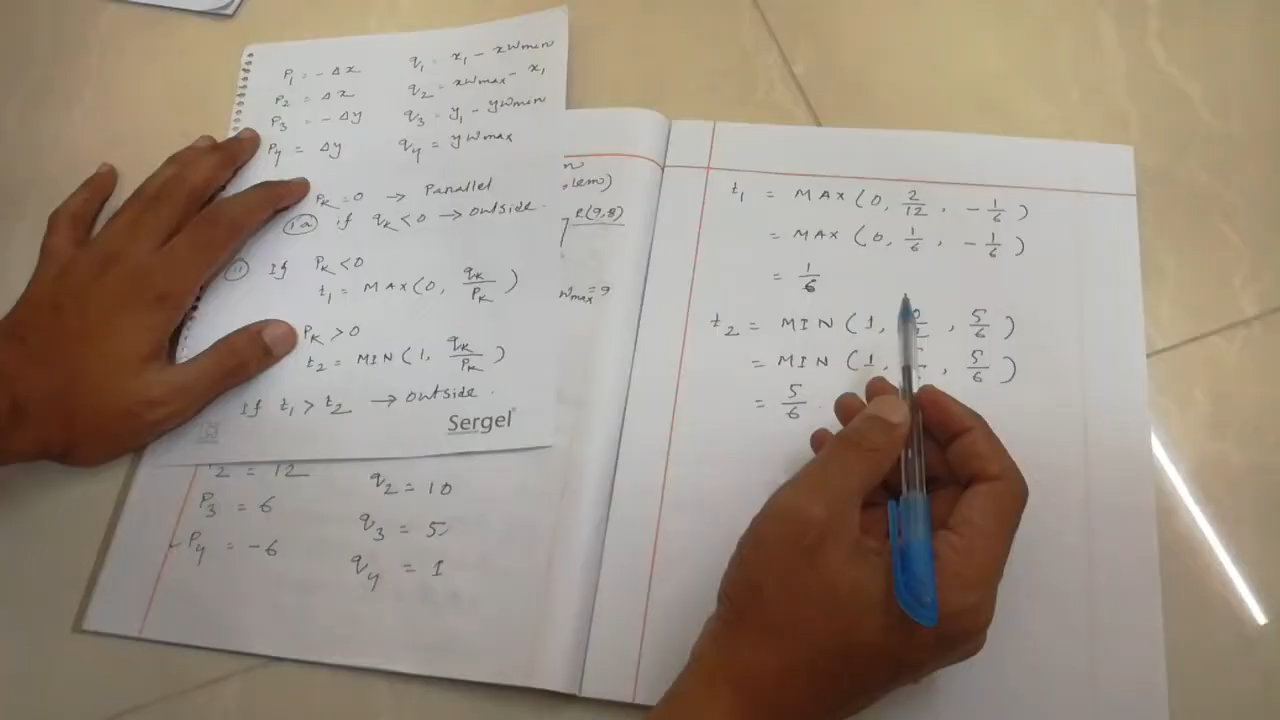 P1 = - Δx q1 = x1 - xwmin
P2 = Δx q2 = xwmax - x1
P3 = - Δy q3 = y1 - ywmin
P4 = Δy q4 = ywmax
PK = 0 → Parallel
ia if qK < 0 → outside.
ii If PK < 0
t1 = MAX(0, qK/PK)
PK > 0
t2 = MIN(1, qK/PK)
If t1 > t2 → outside.
Sergel
R(9,8)
wmax = 9
2 = 12 q2 = 10
P3 = 6 q3 = 5
P4 = -6 q4 = 1
t1 = MAX(0, 2/12, -1/6)
= MAX(0, 1/6, -1/6)
= 1/6
t2 = MIN(1, , 5/6)
= MIN(1, , 5/6)
= 5/6.